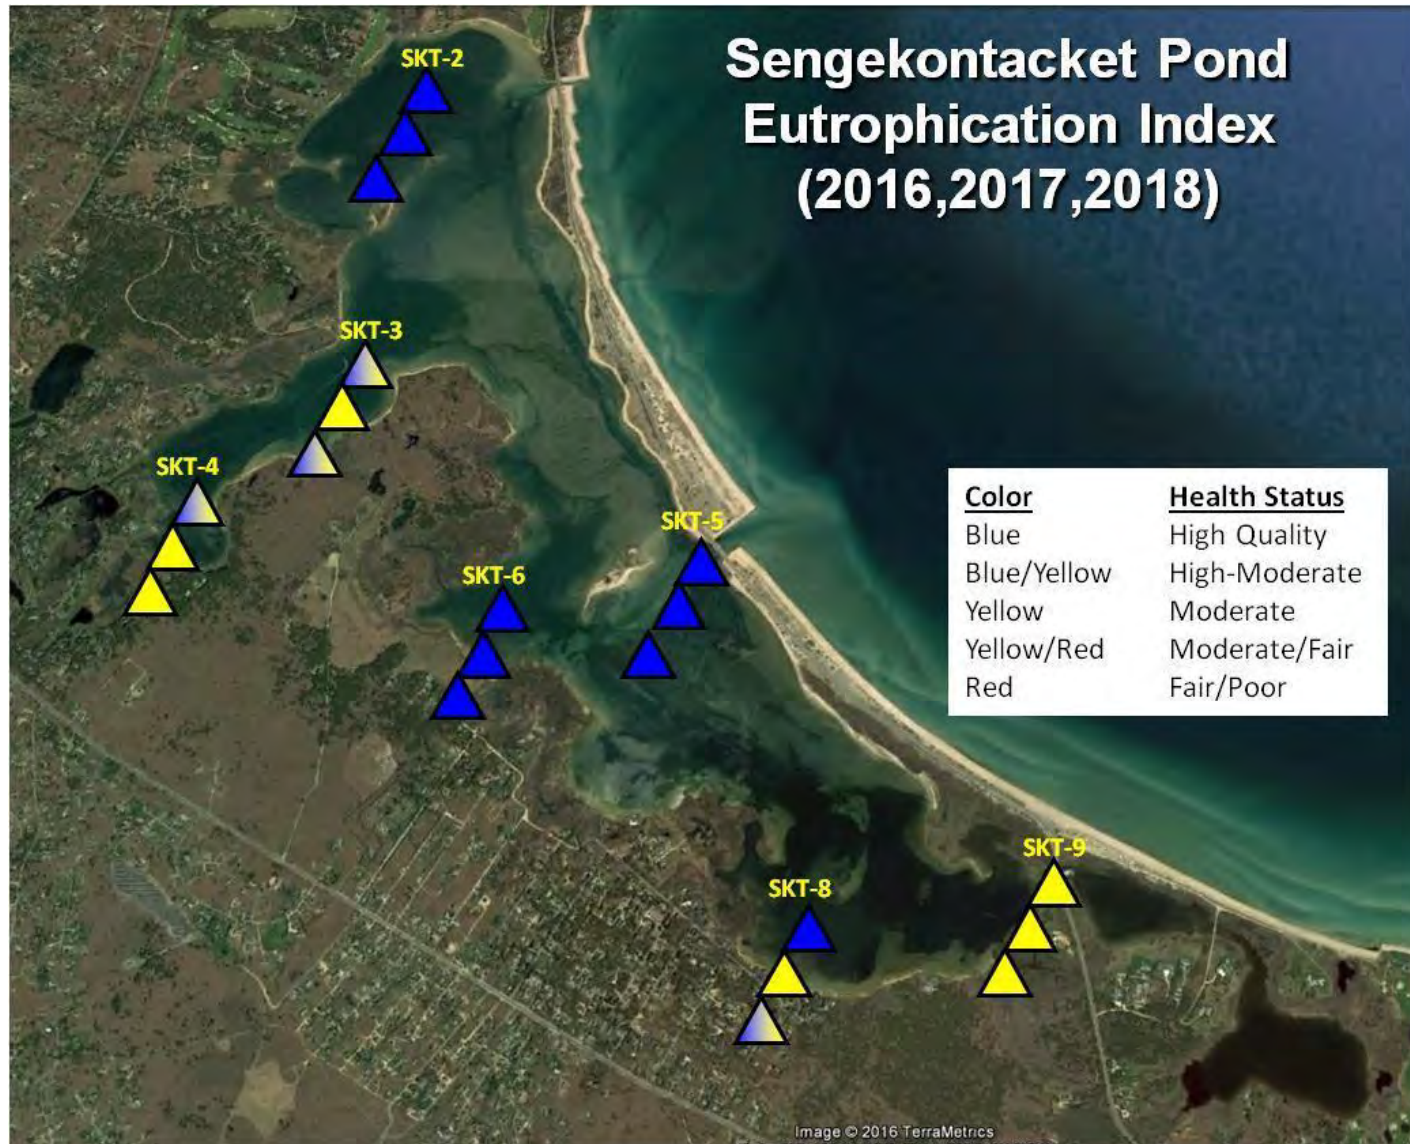 Sengekontacket Pond
Eutrophication Index
(2016,2017,2018)
SKT-2
SKT-3
SKT-4
SKT-5
SKT-6
Color Health Status
Blue High Quality
Blue/Yellow High-Moderate
Yellow Moderate
Yellow/Red Moderate/Fair
Red Fair/Poor
SKT-9
SKT-8
Image © 2016 TerraMetrics